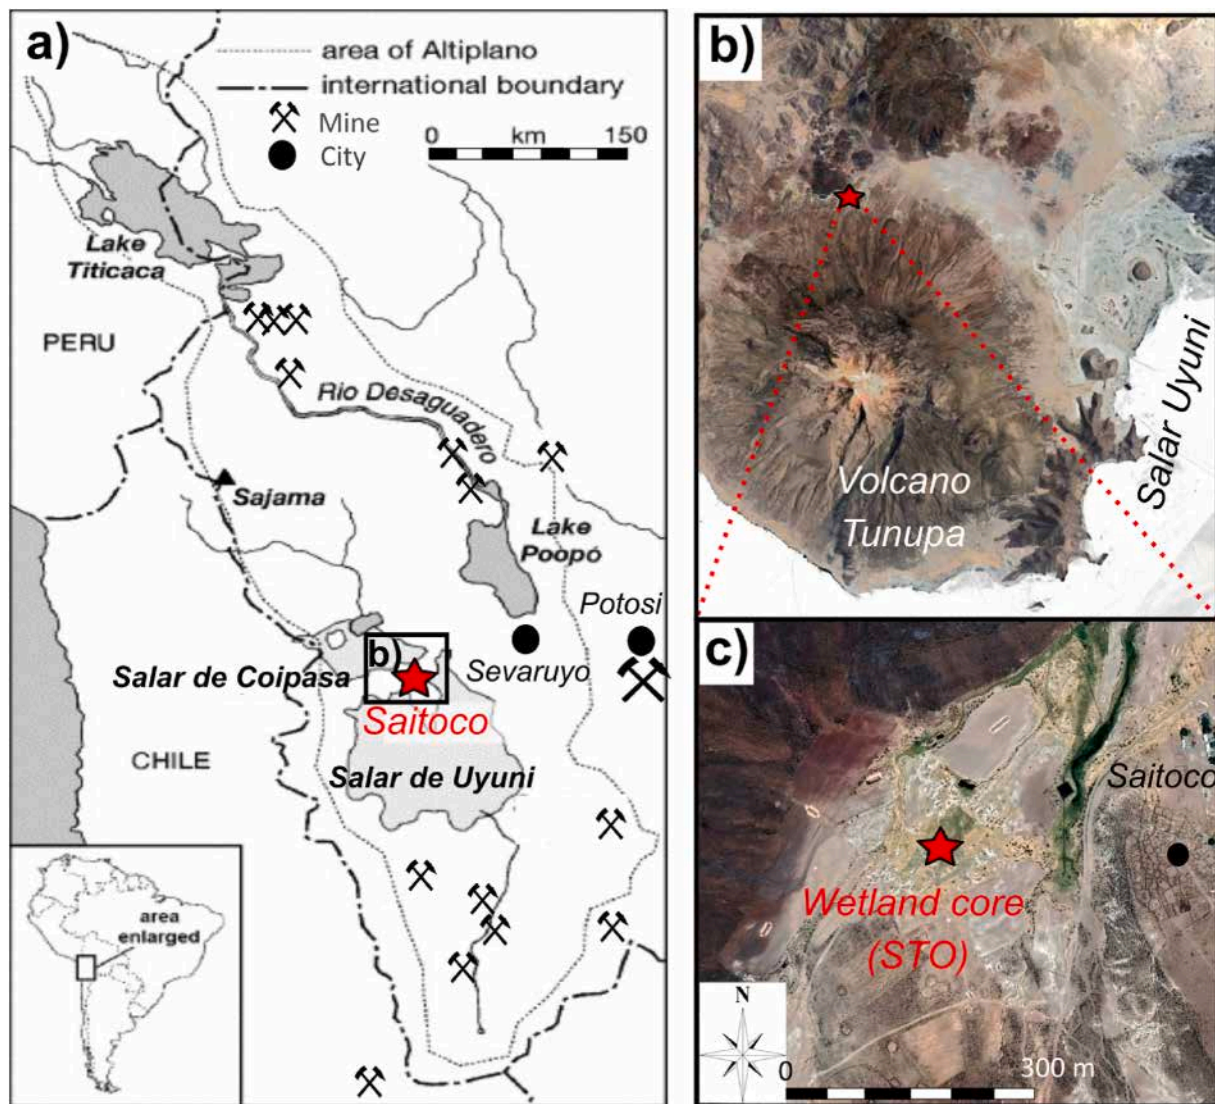 a)
area of Altiplano
international boundary
Mine
City
0 km 150
Lake
Titicaca
PERU
Rio Desaguadero
Sajama
Lake
Poopó
Potosi
Sevaruyo
b)
Salar de Coipasa
Saitoco
CHILE
Salar de Uyuni
area
enlarged
b)
Salar Uyuni
Volcano
Tunupa
c)
Saitoco
Wetland core
(STO)
N
0 300 m